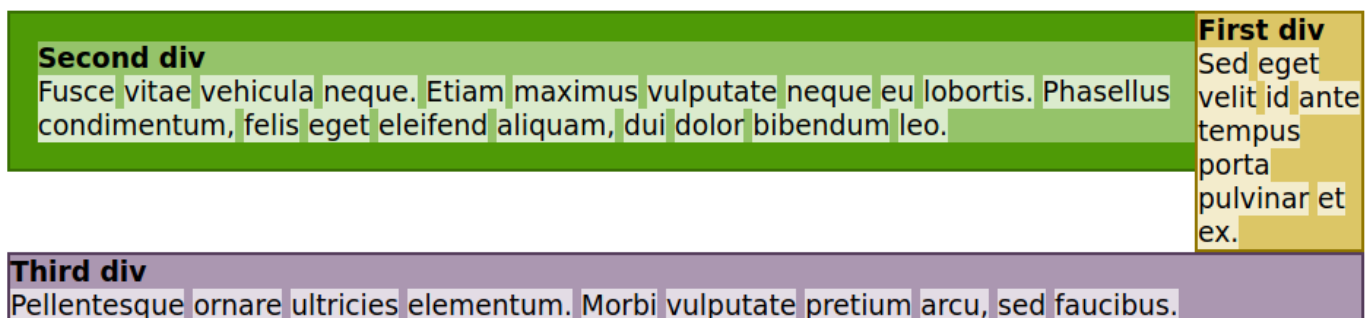 Second div
Fusce vitae vehicula neque. Etiam maximus vulputate neque eu lobortis. Phasellus
condimentum, felis eget eleifend aliquam, dui dolor bibendum leo.
First div
Sed eget
velit id ante
tempus
porta
pulvinar et
ex.
Third div
Pellentesque ornare ultricies elementum. Morbi vulputate pretium arcu, sed faucibus.